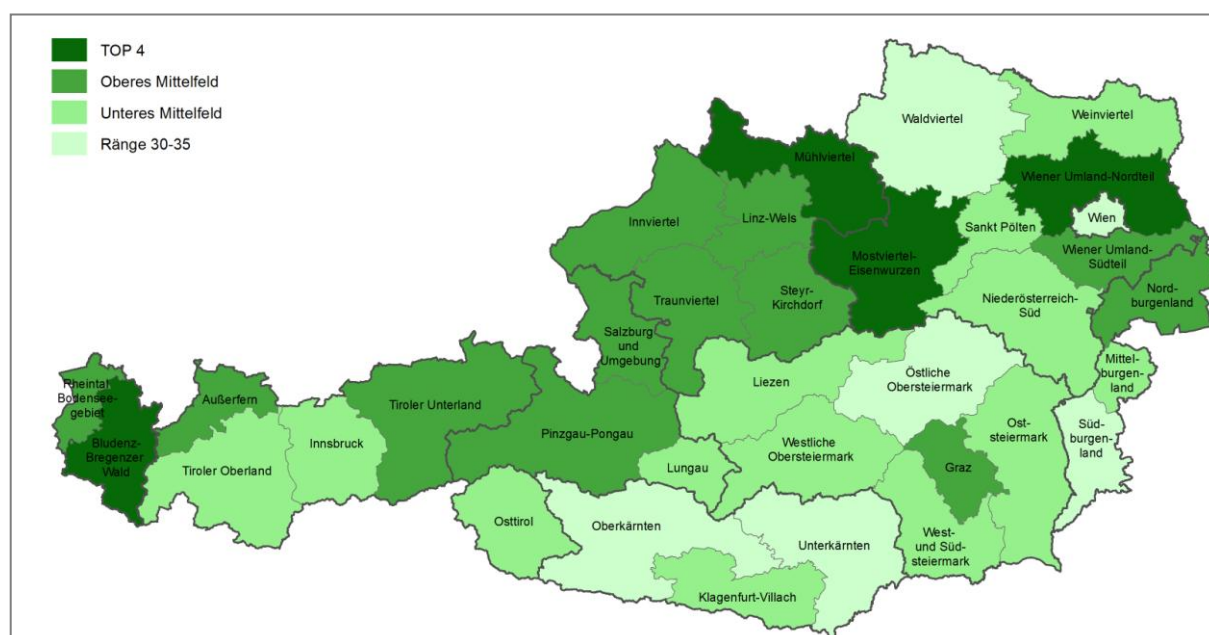 TOP 4
Oberes Mittelfeld
Unteres Mittelfeld
Ränge 30-35
Waldviertel
Weinviertel
Mühlviertel
Wiener Umland-Nordteil
Wien
Innviertel
Linz-Wels
Sankt Pölten
Mostviertel-
Eisenwurzen
Wiener Umland-
Südteil
Nord-
burgenland
Traunviertel
Steyr-
Kirchdorf
Niederösterreich-
Süd
Salzburg
und
Umgebung
Mittel-
burgen-
land
Rheintal-
Bodensee-
gebiet
Außerfern
Tiroler Unterland
Liezen
Östliche
Obersteiermark
Bludenz-
Bregenzer
Wald
Tiroler Oberland
Innsbruck
Pinzgau-Pongau
Lungau
Westliche
Obersteiermark
Graz
Ost-
steiermark
Süd-
burgen-
land
Osttirol
Oberkärnten
Unterkärnten
West-
und Süd-
steiermark
Klagenfurt-Villach